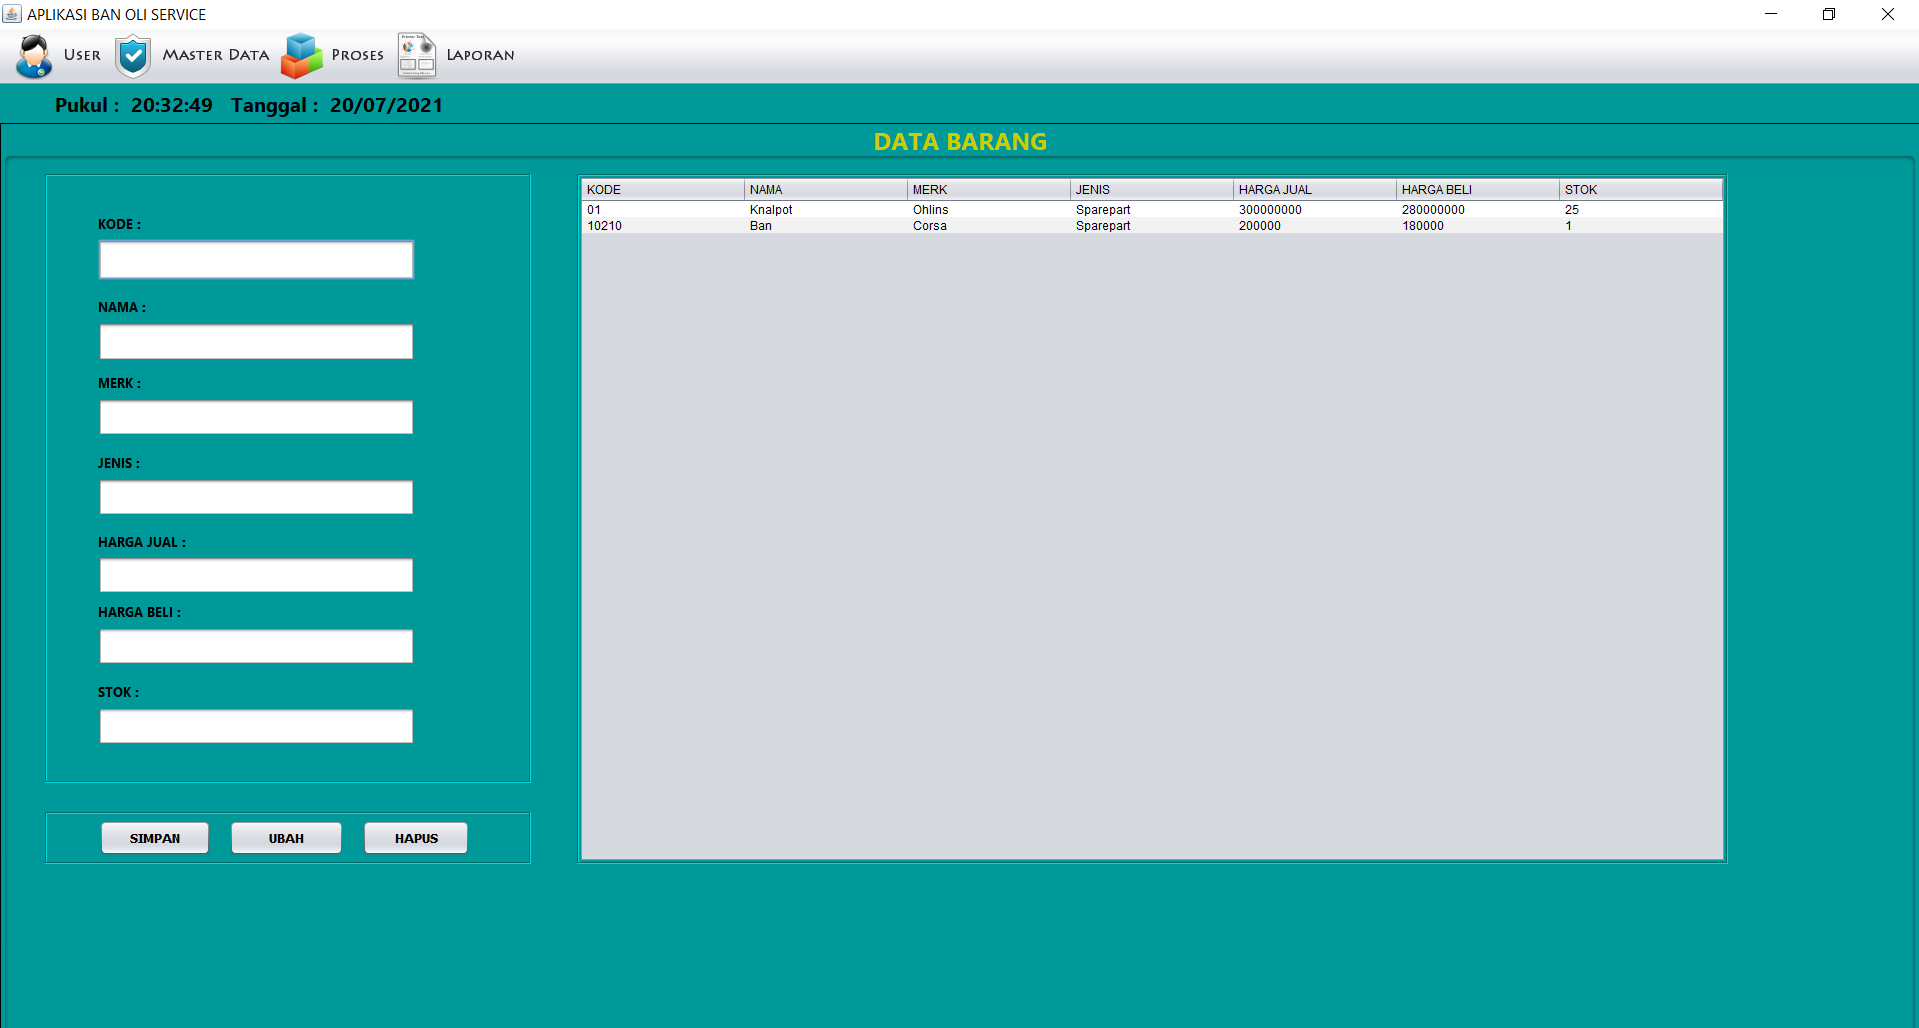 APLIKASI BAN OLI SERVICE
User Master Data Proses Laporan
Pukul : 20:32:49 Tanggal : 20/07/2021
DATA BARANG
KODE :
NAMA :
MERK :
JENIS :
HARGA JUAL :
HARGA BELI :
STOK :
SIMPAN UBAH HAPUS
KODE NAMA MERK JENIS HARGA JUAL HARGA BELI STOK
01 Knalpot Ohlins Sparepart 300000000 280000000 25
10210 Ban Corsa Sparepart 200000 180000 1